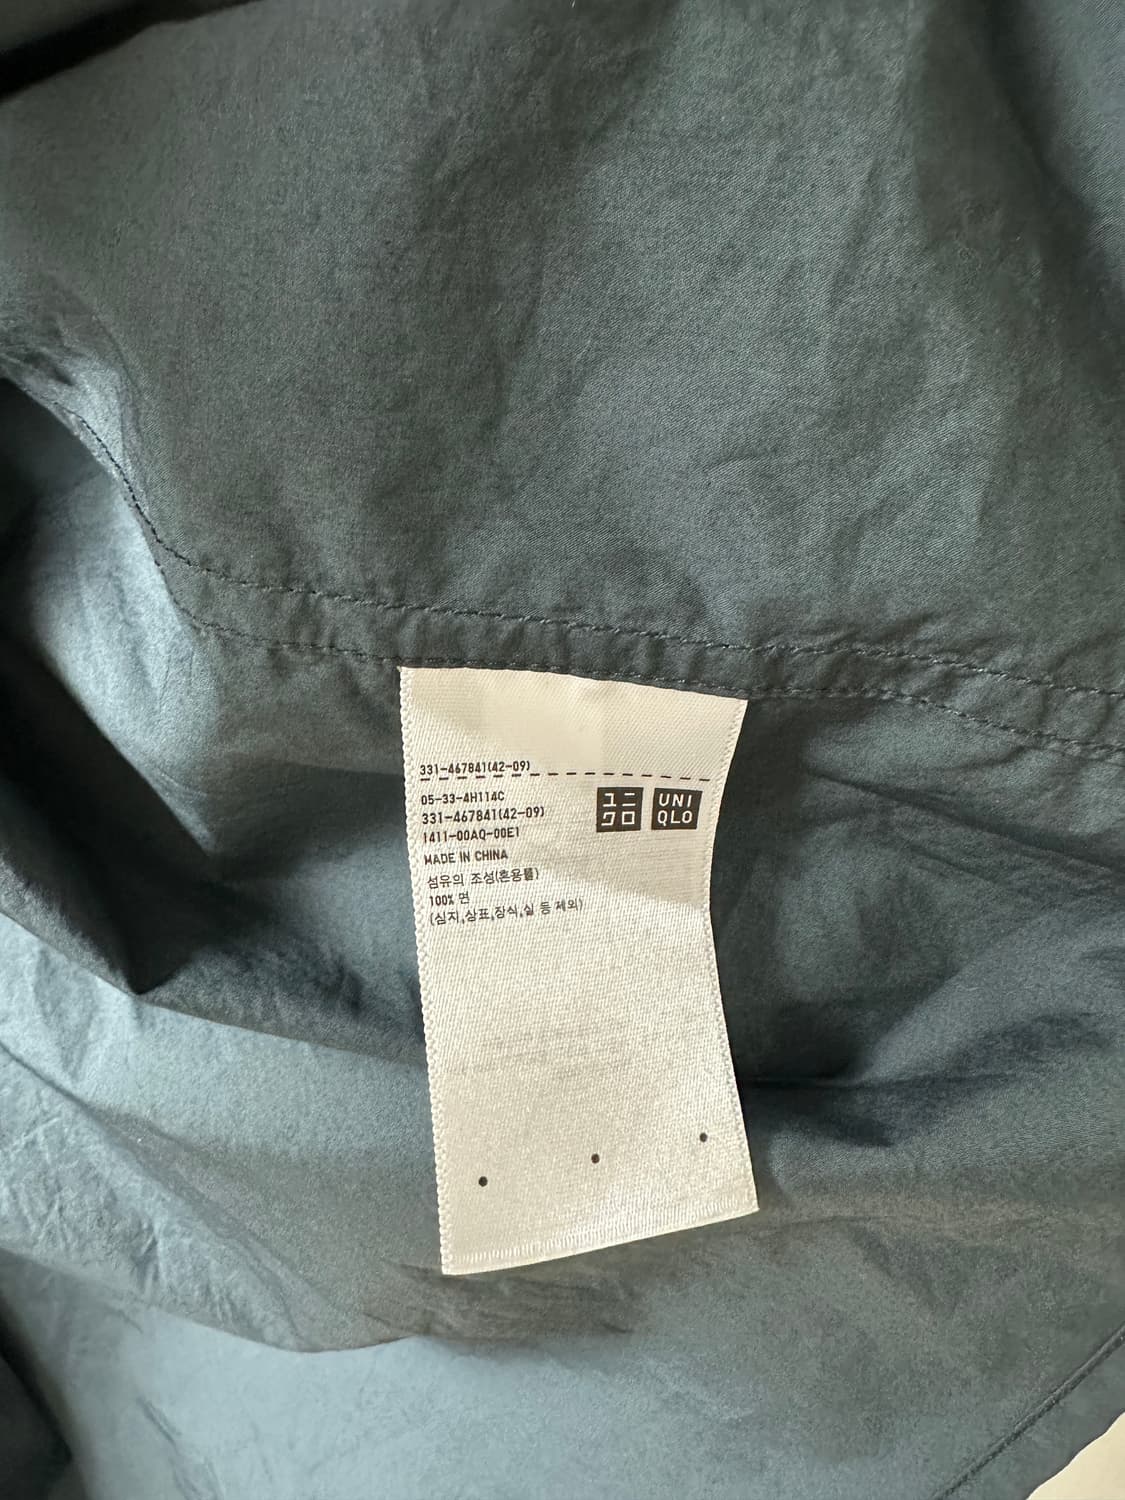 331-467841(42-09)
05-33-4H114C
331-467841(42-09)
1411-00AQ-00E1
MADE IN CHINA
섬유의 조성(혼용률)
100% 면
(심지,상표,장식,실 등 제외)
ユニ
クロ
UNI
QLO